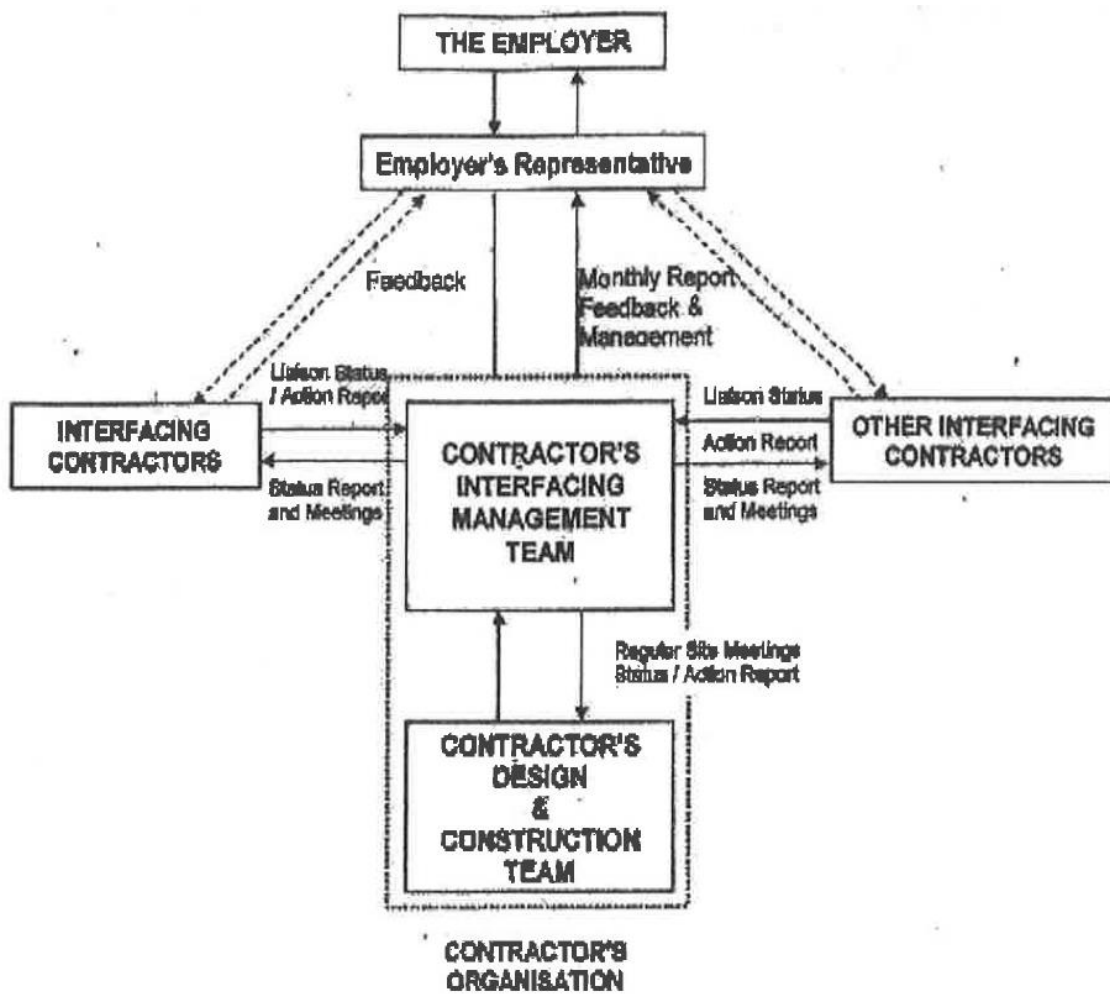 THE EMPLOYER
Employer's Representative
Feedback
Monthly Report
Feedback &
Management
Liaison Status
/ Action Repor
Liaison Status
INTERFACING
CONTRACTORS
CONTRACTOR'S
INTERFACING
MANAGEMENT
TEAM
Action Report
OTHER INTERFACING
CONTRACTORS
Status Report
and Meetings
Status Report
and Meetings
Regular Site Meetings
Status / Action Report
CONTRACTOR'S
DESIGN
&
CONSTRUCTION
TEAM
CONTRACTOR'S
ORGANISATION